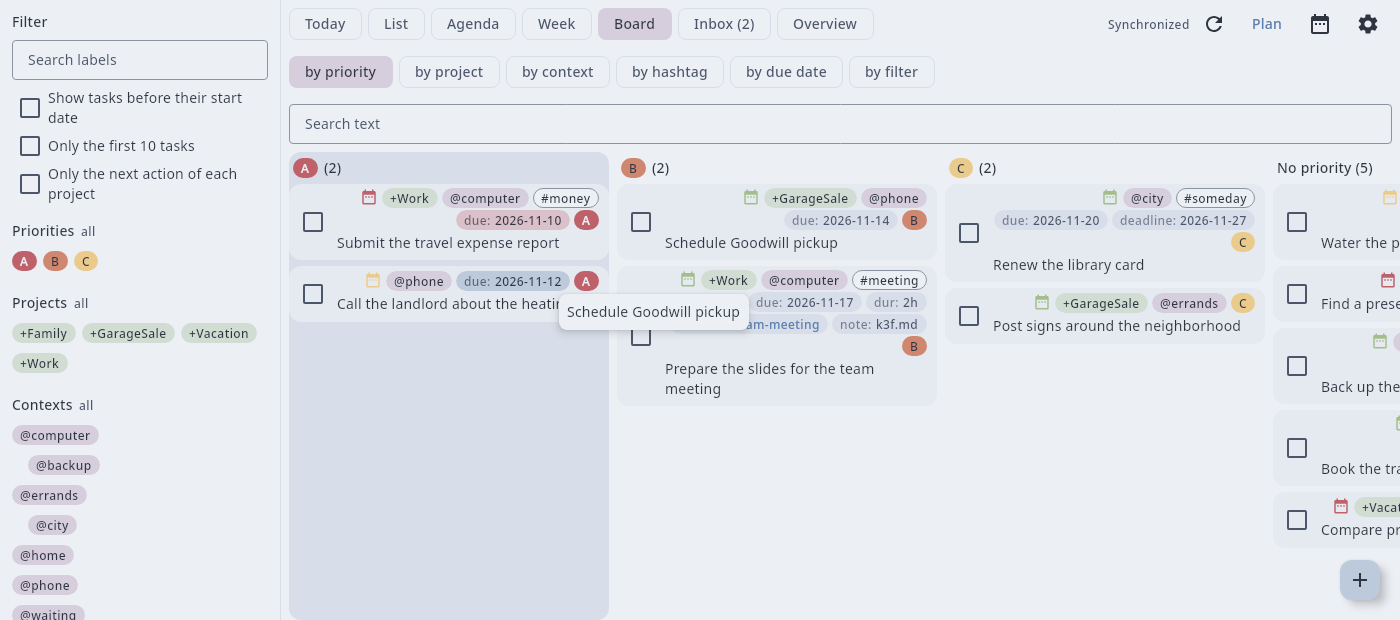 Filter
Search labels
Show tasks before their start
date
Only the first 10 tasks
Only the next action of each
project
Priorities all
A B C
Projects all
+Family +GarageSale +Vacation
+Work
Contexts all
@computer
@backup
@errands
@city
@home
@phone
@waiting
Today List Agenda Week Board Inbox (2) Overview
Synchronized Plan
by priority by project by context by hashtag by due date by filter
Search text
A (2)
+Work @computer #money
due: 2026-11-10 A
Submit the travel expense report
@phone due: 2026-11-12 A
Call the landlord about the
Schedule Goodwill pickup
B (2)
+GarageSale @phone
due: 2026-11-14 B
Schedule Goodwill pickup
+Work @computer #meeting
due: 2026-11-17 dur: 2h
note: k3f.md
B
Prepare the slides for the team
meeting
C (2)
@city #someday
due: 2026-11-20 deadline: 2026-11-27
C
Renew the library card
+GarageSale @errands C
Post signs around the neighborhood
No priority (5)
Water the
Find a
Back up the
Book the
Compare